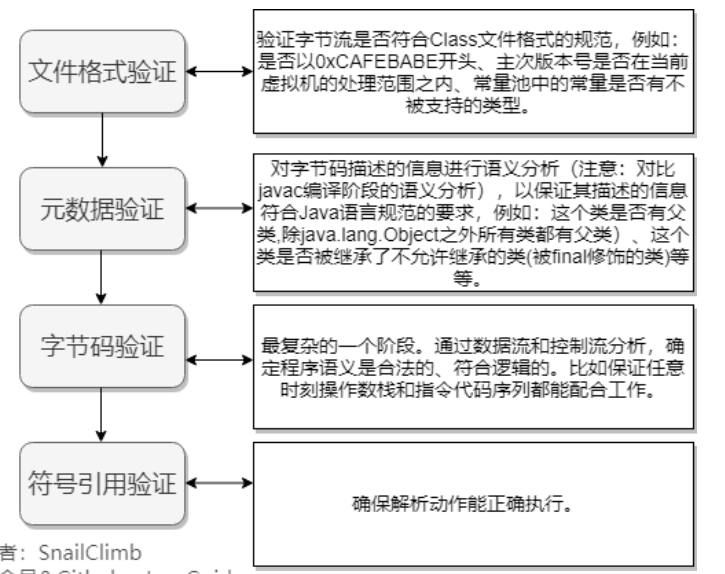 文件格式验证
验证字节流是否符合Class文件格式的规范，例如：
是否以0xCAFEBABE开头、主次版本号是否在当前
虚拟机的处理范围之内、常量池中的常量是否有不
被支持的类型。
元数据验证
对字节码描述的信息进行语义分析（注意：对比
javac编译阶段的语义分析），以保证其描述的信息
符合Java语言规范的要求，例如：这个类是否有父
类,除java.lang.Object之外所有类都有父类）、这个
类是否被继承了不允许继承的类(被final修饰的类)等
等。
字节码验证
最复杂的一个阶段。通过数据流和控制流分析，确
定程序语义是合法的、符合逻辑的。比如保证任意
时刻操作数栈和指令代码序列都能配合工作。
符号引用验证
确保解析动作能正确执行。
者：SnailClimb